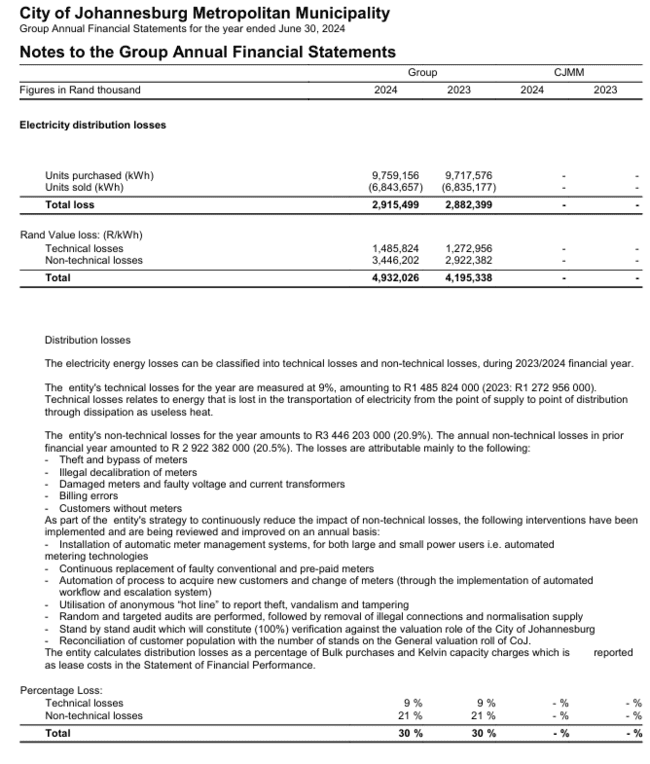 City of Johannesburg Metropolitan Municipality
Group Annual Financial Statements for the year ended June 30, 2024
Notes to the Group Annual Financial Statements
Group CJMM
Figures in Rand thousand 2024 2023 2024 2023
Electricity distribution losses
Units purchased (kWh) 9,759,156 9,717,576 - -
Units sold (kWh) (6,843,657) (6,835,177) - -
Total loss 2,915,499 2,882,399 - -
Rand Value loss: (R/kWh)
Technical losses 1,485,824 1,272,956 - -
Non-technical losses 3,446,202 2,922,382 - -
Total 4,932,026 4,195,338 - -
Distribution losses
The electricity energy losses can be classified into technical losses and non-technical losses, during 2023/2024 financial year.
The entity's technical losses for the year are measured at 9%, amounting to R1 485 824 000 (2023: R1 272 956 000).
Technical losses relates to energy that is lost in the transportation of electricity from the point of supply to point of distribution
through dissipation as useless heat.
The entity's non-technical losses for the year amounts to R3 446 203 000 (20.9%). The annual non-technical losses in prior
financial year amounted to R 2 922 382 000 (20.5%). The losses are attributable mainly to the following:
- Theft and bypass of meters
- Illegal decalibration of meters
- Damaged meters and faulty voltage and current transformers
- Billing errors
- Customers without meters
As part of the entity's strategy to continuously reduce the impact of non-technical losses, the following interventions have been
implemented and are being reviewed and improved on an annual basis:
- Installation of automatic meter management systems, for both large and small power users i.e. automated
metering technologies
- Continuous replacement of faulty conventional and pre-paid meters
- Automation of process to acquire new customers and change of meters (through the implementation of automated
workflow and escalation system)
- Utilisation of anonymous "hot line" to report theft, vandalism and tampering
- Random and targeted audits are performed, followed by removal of illegal connections and normalisation supply
- Stand by stand audit which will constitute (100%) verification against the valuation role of the City of Johannesburg
- Reconciliation of customer population with the number of stands on the General valuation roll of CoJ.
The entity calculates distribution losses as a percentage of Bulk purchases and Kelvin capacity charges which is reported
as lease costs in the Statement of Financial Performance.
Percentage Loss:
Technical losses 9 % 9 % - % - %
Non-technical losses 21 % 21 % - % - %
Total 30 % 30 % - % - %